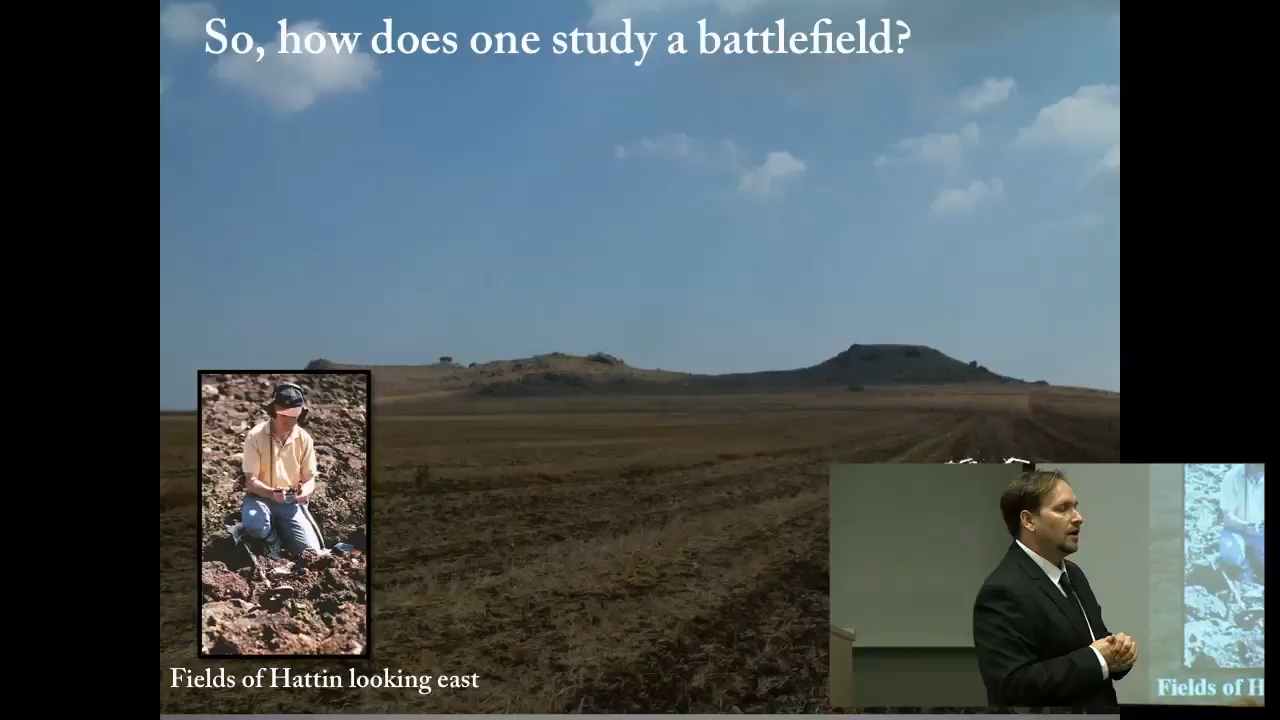 So, how does one study a battlefield?
Fields of Hattin looking east
Fields of H